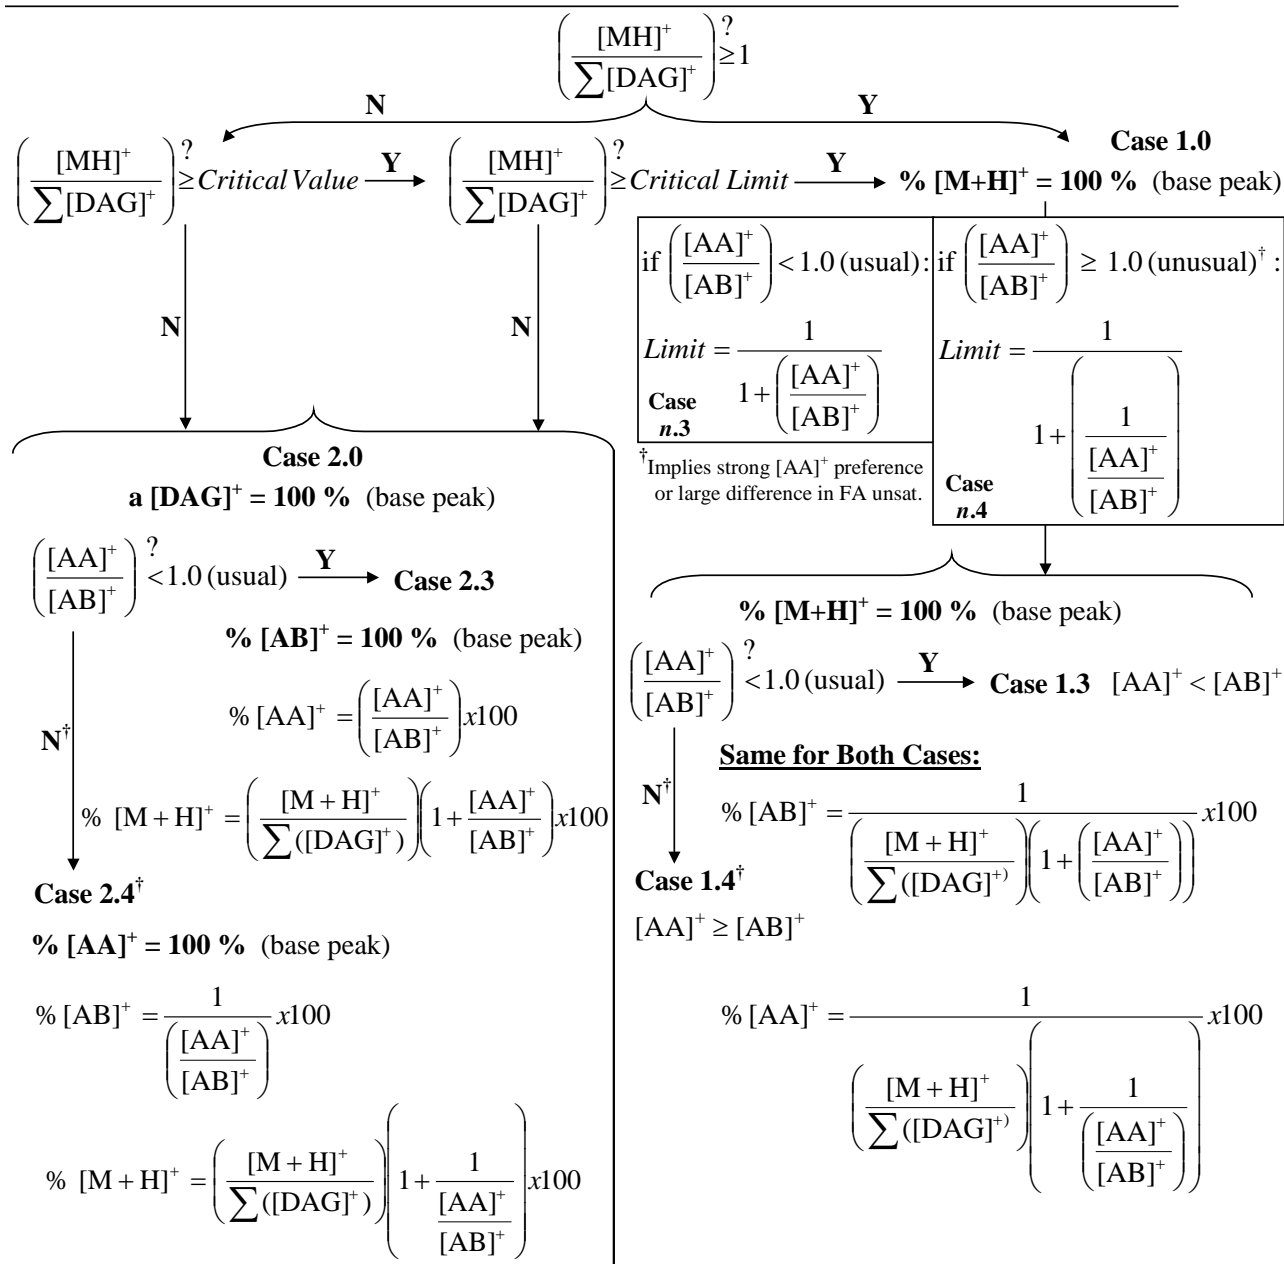 ([MH]⁺ / ∑[DAG]⁺) ≥? 1
N
Y
([MH]⁺ / ∑[DAG]⁺) ≥? Critical Value
Y
([MH]⁺ / ∑[DAG]⁺) ≥? Critical Limit
Y
Case 1.0
% [M+H]⁺ = 100 % (base peak)
N
N
if ([AA]⁺ / [AB]⁺) < 1.0 (usual):
Limit = 1 / (1 + ([AA]⁺ / [AB]⁺))
Case
n.3
if ([AA]⁺ / [AB]⁺) ≥ 1.0 (unusual)† :
Limit = 1 / (1 + (1 / ([AA]⁺ / [AB]⁺)))
Case
n.4
†Implies strong [AA]⁺ preference
or large difference in FA unsat.
Case 2.0
a [DAG]⁺ = 100 % (base peak)
([AA]⁺ / [AB]⁺) <? 1.0 (usual)
Y
Case 2.3
% [AB]⁺ = 100 % (base peak)
% [AA]⁺ = ([AA]⁺ / [AB]⁺) x100
N†
% [M + H]⁺ = ([M + H]⁺ / ∑([DAG]⁺)) (1 + [AA]⁺ / [AB]⁺) x100
Case 2.4†
% [AA]⁺ = 100 % (base peak)
% [AB]⁺ = 1 / ([AA]⁺ / [AB]⁺) x100
% [M + H]⁺ = ([M + H]⁺ / ∑([DAG]⁺)) (1 + 1 / ([AA]⁺ / [AB]⁺)) x100
% [M+H]⁺ = 100 % (base peak)
([AA]⁺ / [AB]⁺) <? 1.0 (usual)
Y
Case 1.3 [AA]⁺ < [AB]⁺
N†
Same for Both Cases:
% [AB]⁺ = 1 / (([M + H]⁺ / ∑([DAG]⁺⁾) (1 + ([AA]⁺ / [AB]⁺))) x100
Case 1.4†
[AA]⁺ ≥ [AB]⁺
% [AA]⁺ = 1 / (([M + H]⁺ / ∑([DAG]⁺⁾) (1 + 1 / ([AA]⁺ / [AB]⁺))) x100